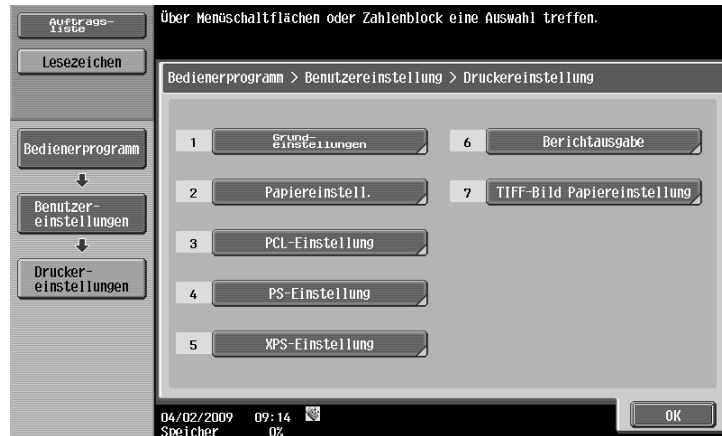 Auftrags-
liste
Lesezeichen
Bedienerprogramm
Benutzer-
einstellungen
Drucker-
einstellungen
Über Menüschaltflächen oder Zahlenblock eine Auswahl treffen.
Bedienerprogramm > Benutzereinstellung > Druckereinstellung
1 Grund-
einstellungen
2 Papiereinstell.
3 PCL-Einstellung
4 PS-Einstellung
5 XPS-Einstellung
6 Berichtausgabe
7 TIFF-Bild Papiereinstellung
04/02/2009 09:14
Speicher 0%
OK